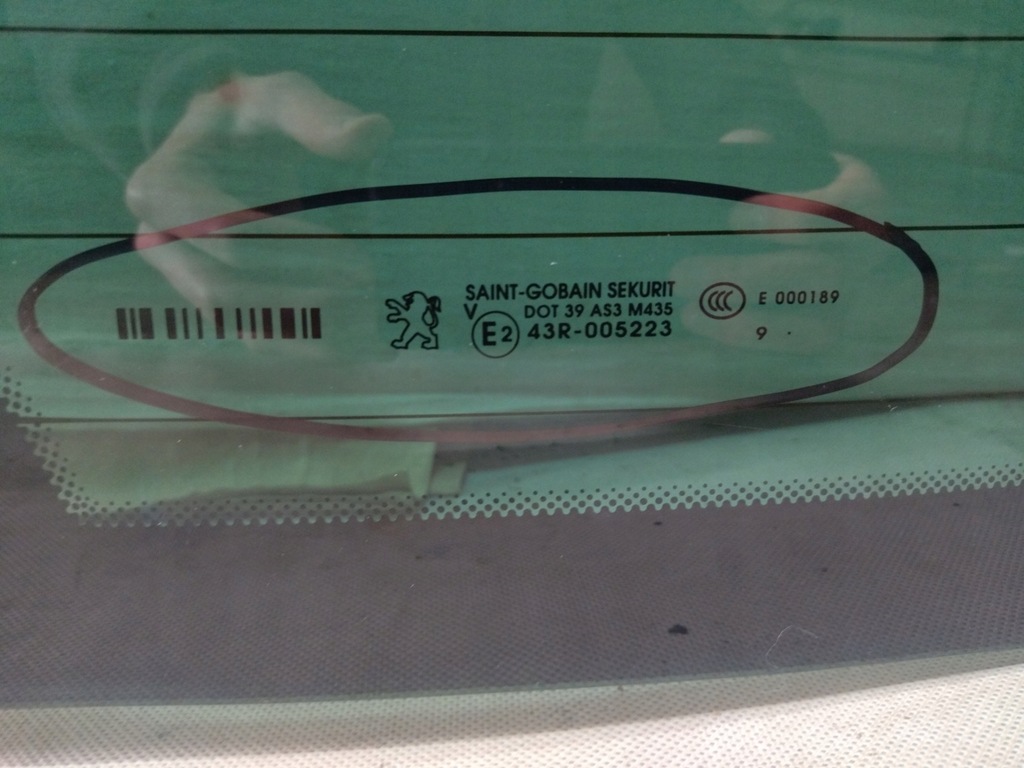 SAINT-GOBAIN SEKURIT
V DOT 39 AS3 M435
E2 43R-005223
CCC E 000189
9 .